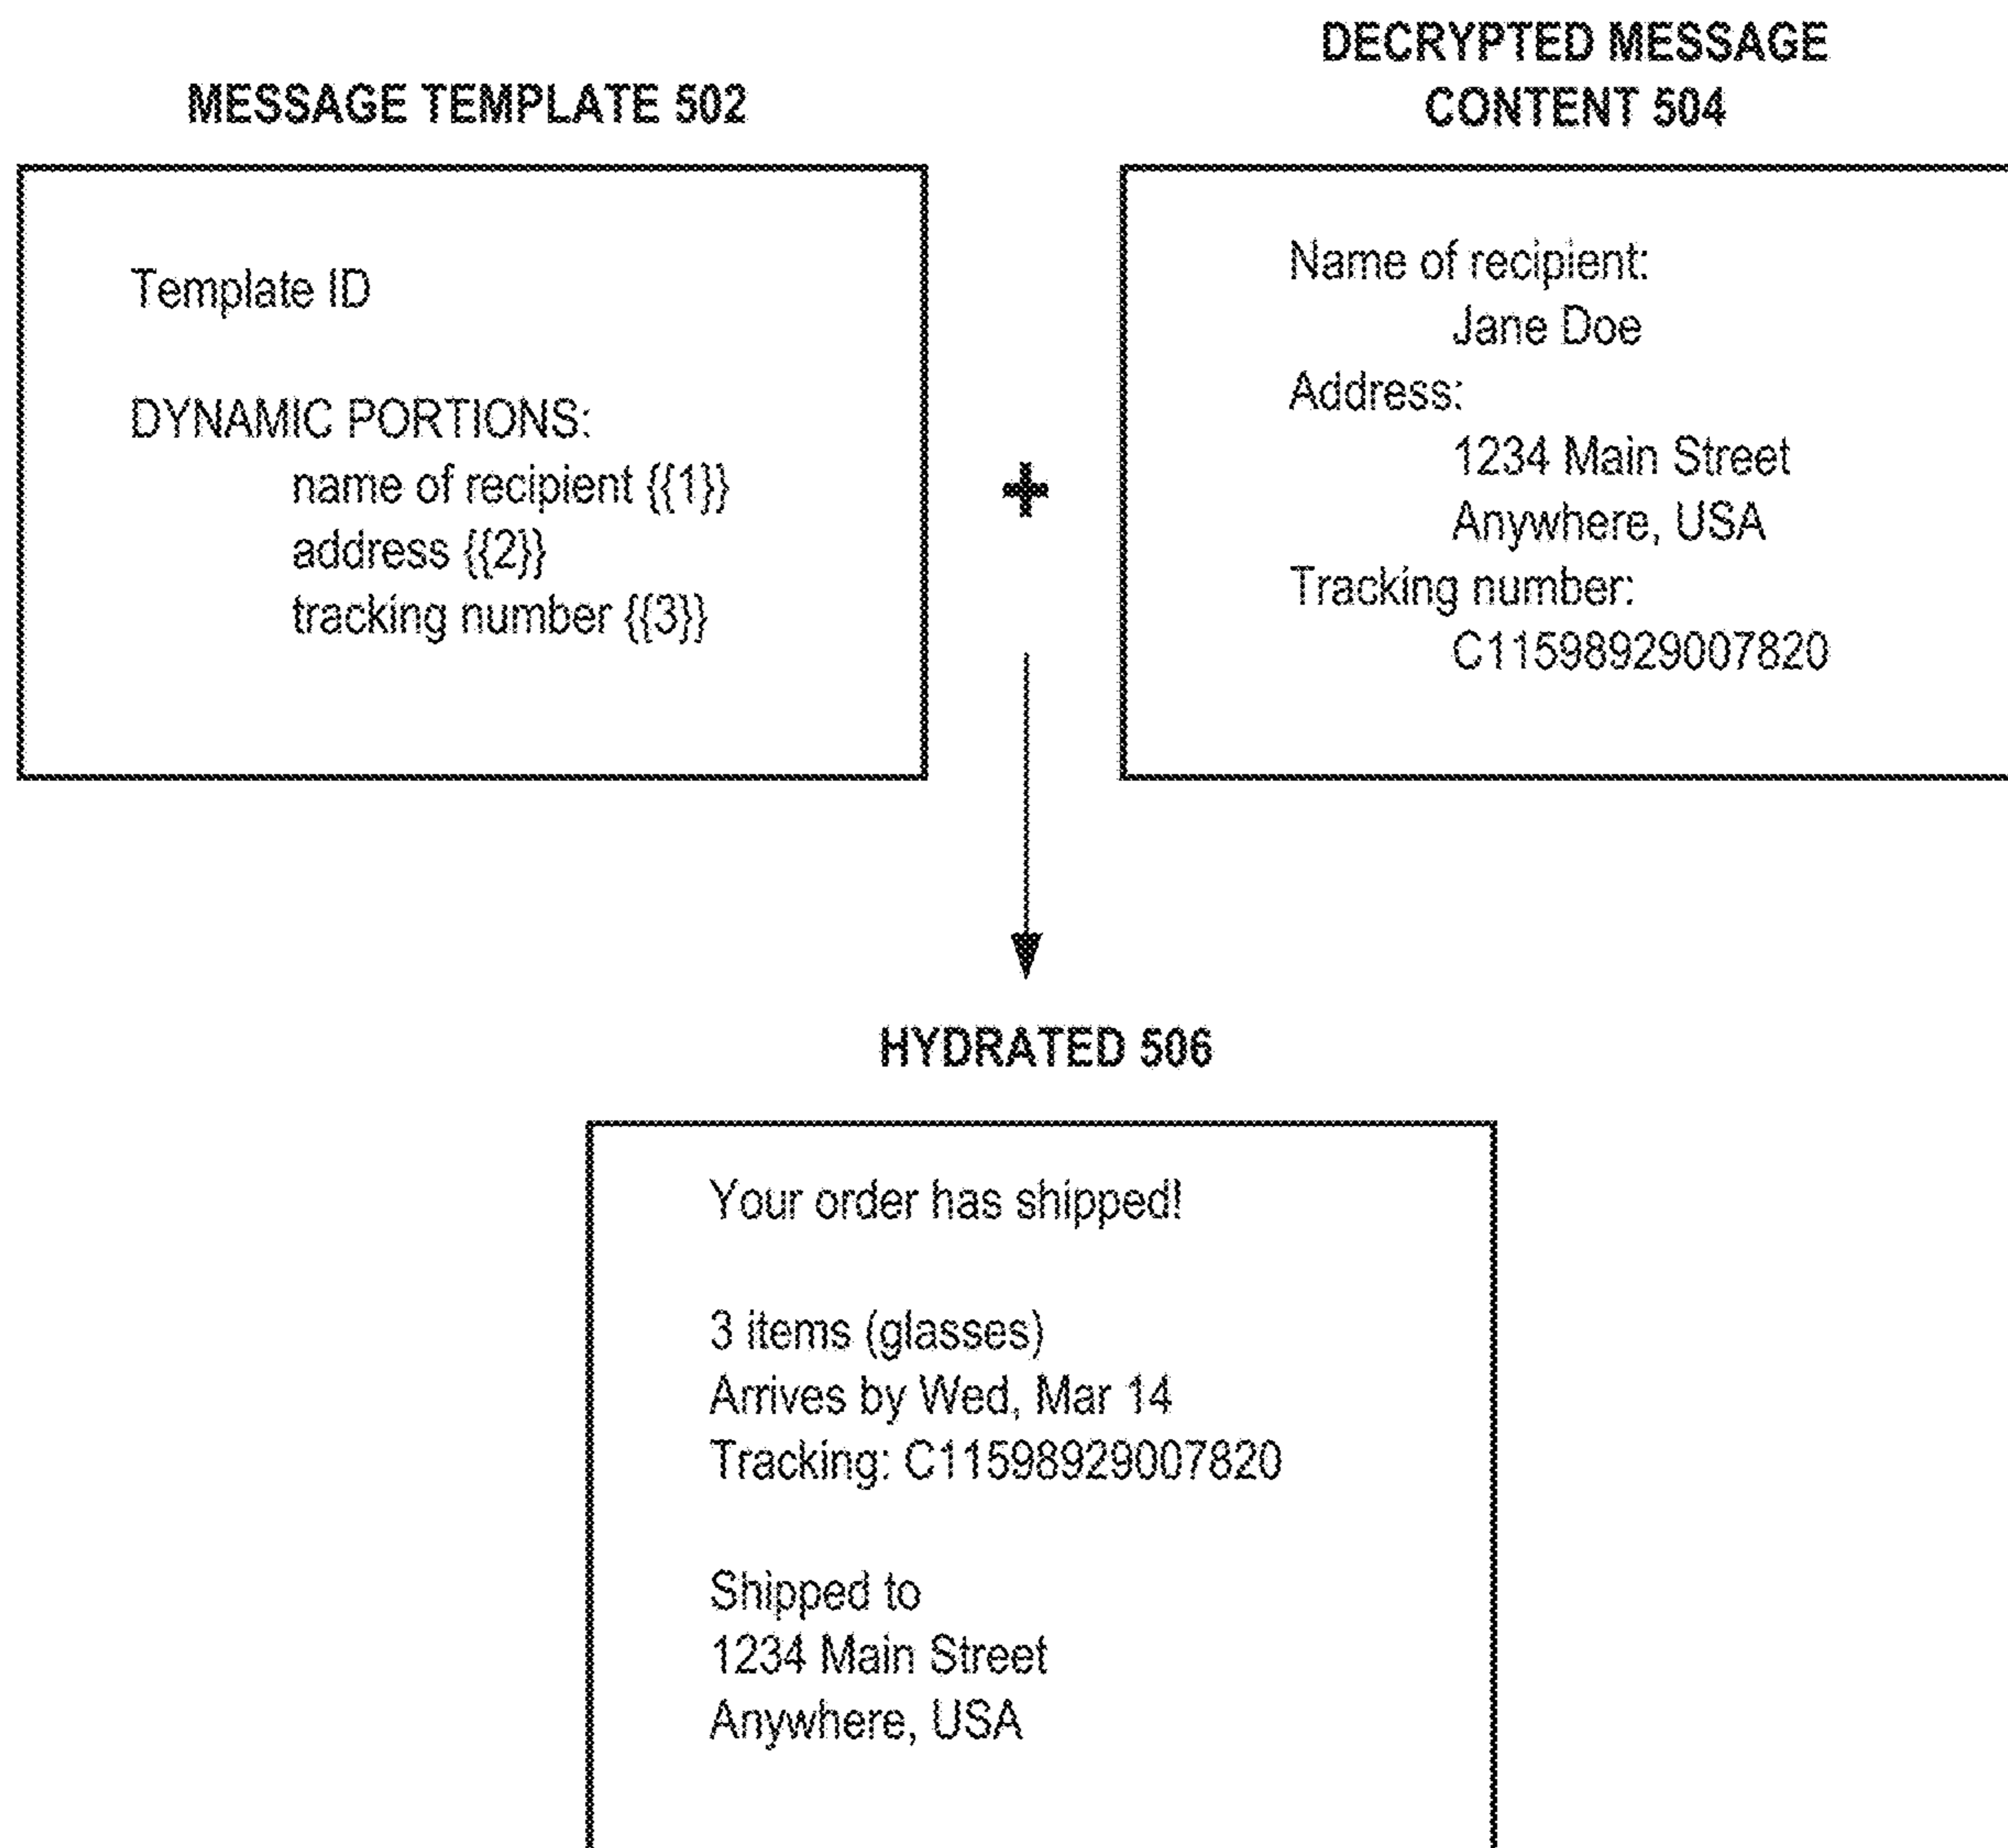 MESSAGE TEMPLATE 502
Template ID
DYNAMIC PORTIONS:
name of recipient {{1}}
address {{2}}
tracking number {{3}}
+
DECRYPTED MESSAGE
CONTENT 504
Name of recipient:
Jane Doe
Address:
1234 Main Street
Anywhere, USA
Tracking number:
C11598929007820
HYDRATED 506
Your order has shipped!
3 items (glasses)
Arrives by Wed, Mar 14
Tracking: C11598929007820
Shipped to
1234 Main Street
Anywhere, USA